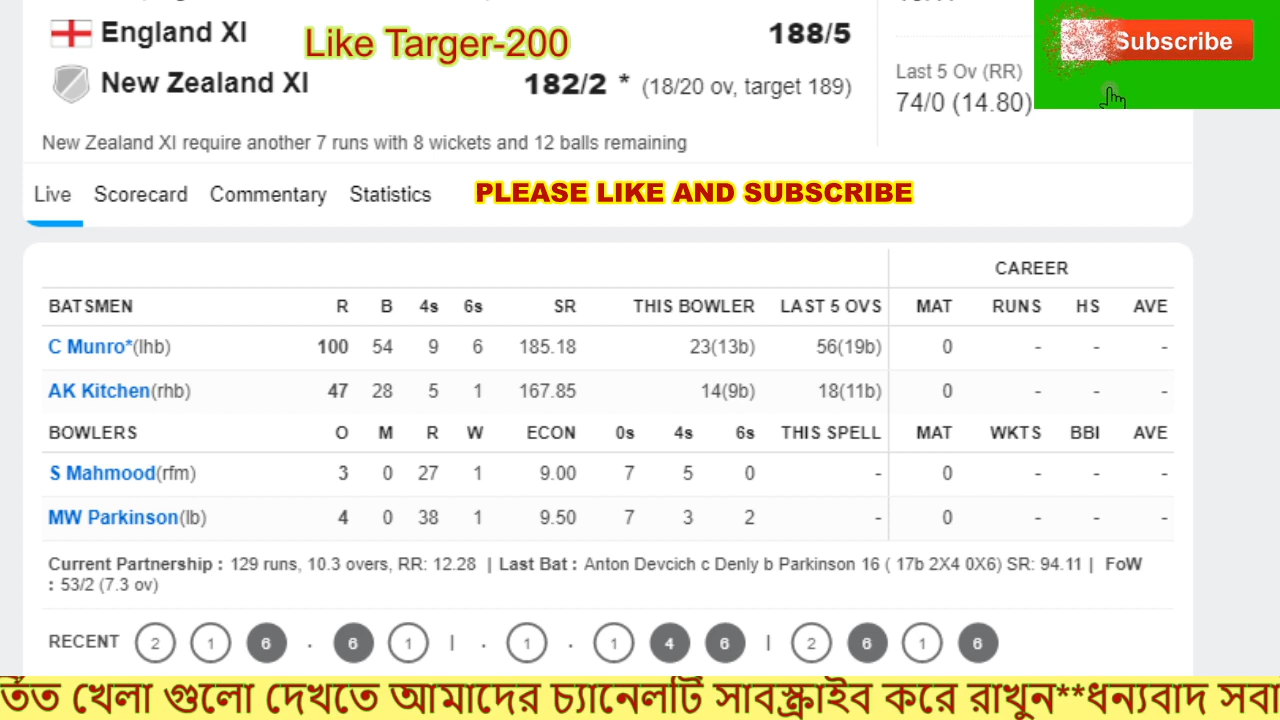 England XI 188/5
Like Targer-200
Subscribe
New Zealand XI 182/2 * (18/20 ov, target 189)
Last 5 Ov (RR)
74/0 (14.80)
New Zealand XI require another 7 runs with 8 wickets and 12 balls remaining
Live Scorecard Commentary Statistics
PLEASE LIKE AND SUBSCRIBE
CAREER
BATSMEN R B 4s 6s SR THIS BOWLER LAST 5 OVS MAT RUNS HS AVE
C Munro*(lhb) 100 54 9 6 185.18 23(13b) 56(19b) 0 - - -
AK Kitchen(rhb) 47 28 5 1 167.85 14(9b) 18(11b) 0 - - -
BOWLERS O M R W ECON 0s 4s 6s THIS SPELL MAT WKTS BBI AVE
S Mahmood(rfm) 3 0 27 1 9.00 7 5 0 - 0 - - -
MW Parkinson(lb) 4 0 38 1 9.50 7 3 2 - 0 - - -
Current Partnership : 129 runs, 10.3 overs, RR: 12.28 | Last Bat : Anton Devcich c Denly b Parkinson 16 ( 17b 2X4 0X6) SR: 94.11 | FoW
: 53/2 (7.3 ov)
RECENT 2 1 6 . 6 1 | . 1 . 1 4 6 | 2 6 1 6
খেলা গুলো দেখতে আমাদের চ্যানেলটি সাবস্ক্রাইব করে রাখুন**ধন্যবাদ সবা